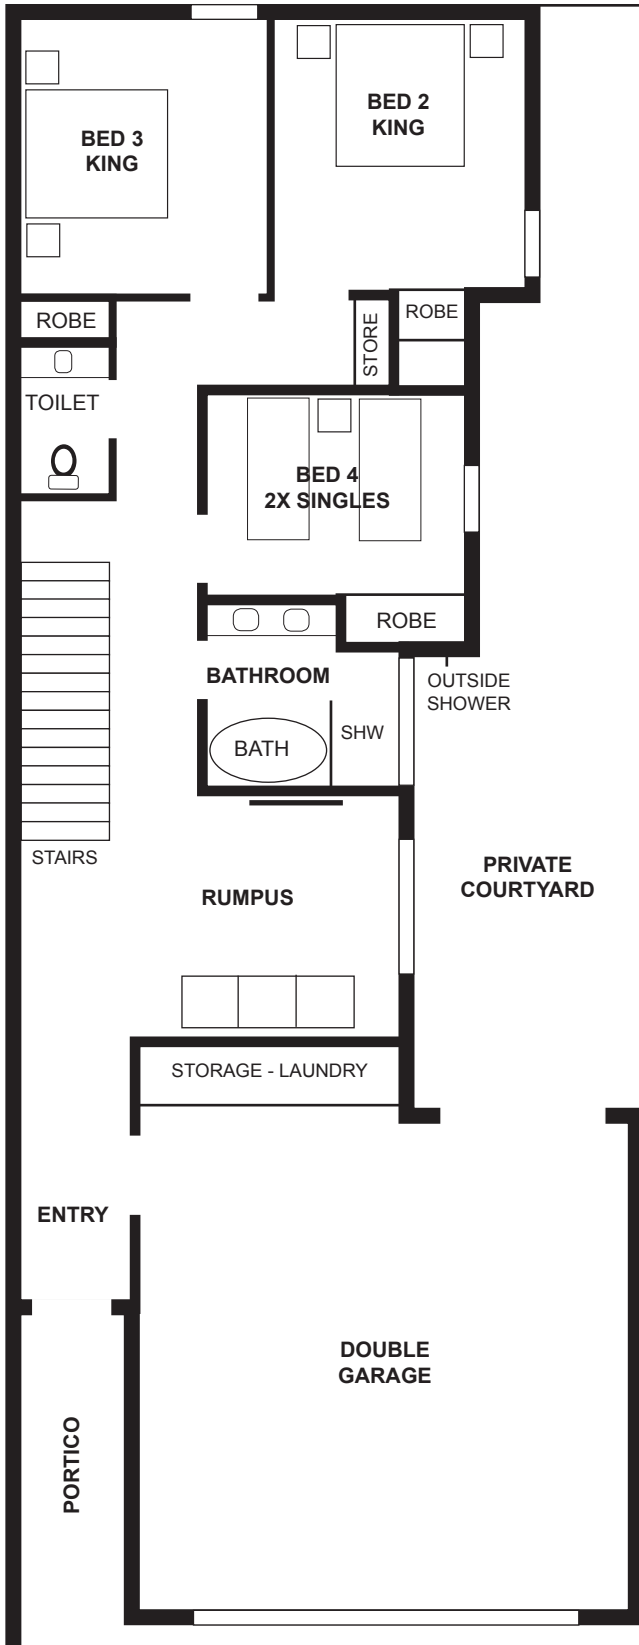 BED 3
KING
BED 2
KING
ROBE
STORE
ROBE
TOILET
BED 4
2X SINGLES
ROBE
BATHROOM
OUTSIDE
SHOWER
BATH
SHW
STAIRS
RUMPUS
PRIVATE
COURTYARD
STORAGE - LAUNDRY
ENTRY
DOUBLE
GARAGE
PORTICO